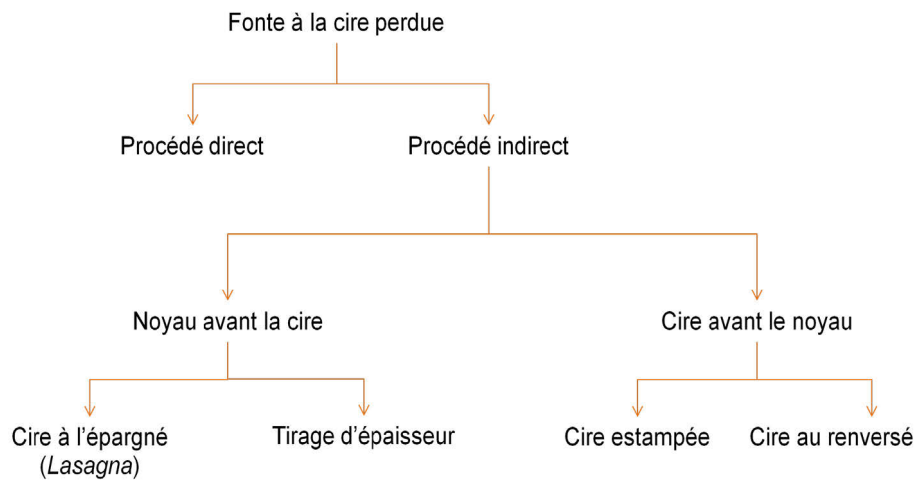 Fonte à la cire perdue
Procédé direct
Procédé indirect
Noyau avant la cire
Cire avant le noyau
Cire à l’épargné
(Lasagna)
Tirage d’épaisseur
Cire estampée
Cire au renversé